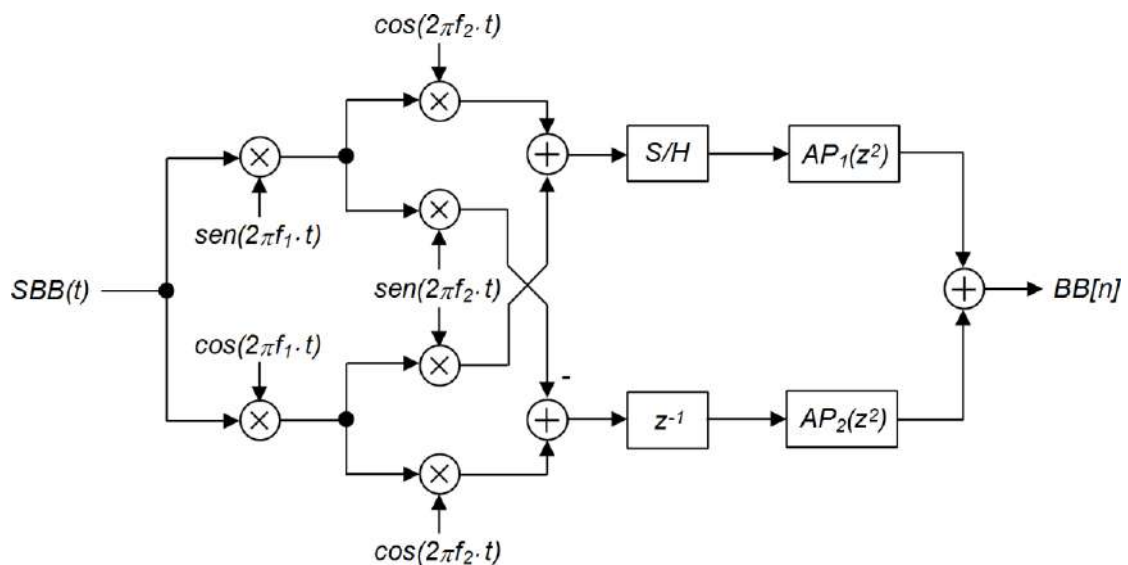 cos(2πf₂·t)
S/H
AP₁(z²)
sen(2πf₁·t)
SBB(t)
sen(2πf₂·t)
BB[n]
cos(2πf₁·t)
-
z⁻¹
AP₂(z²)
cos(2πf₂·t)